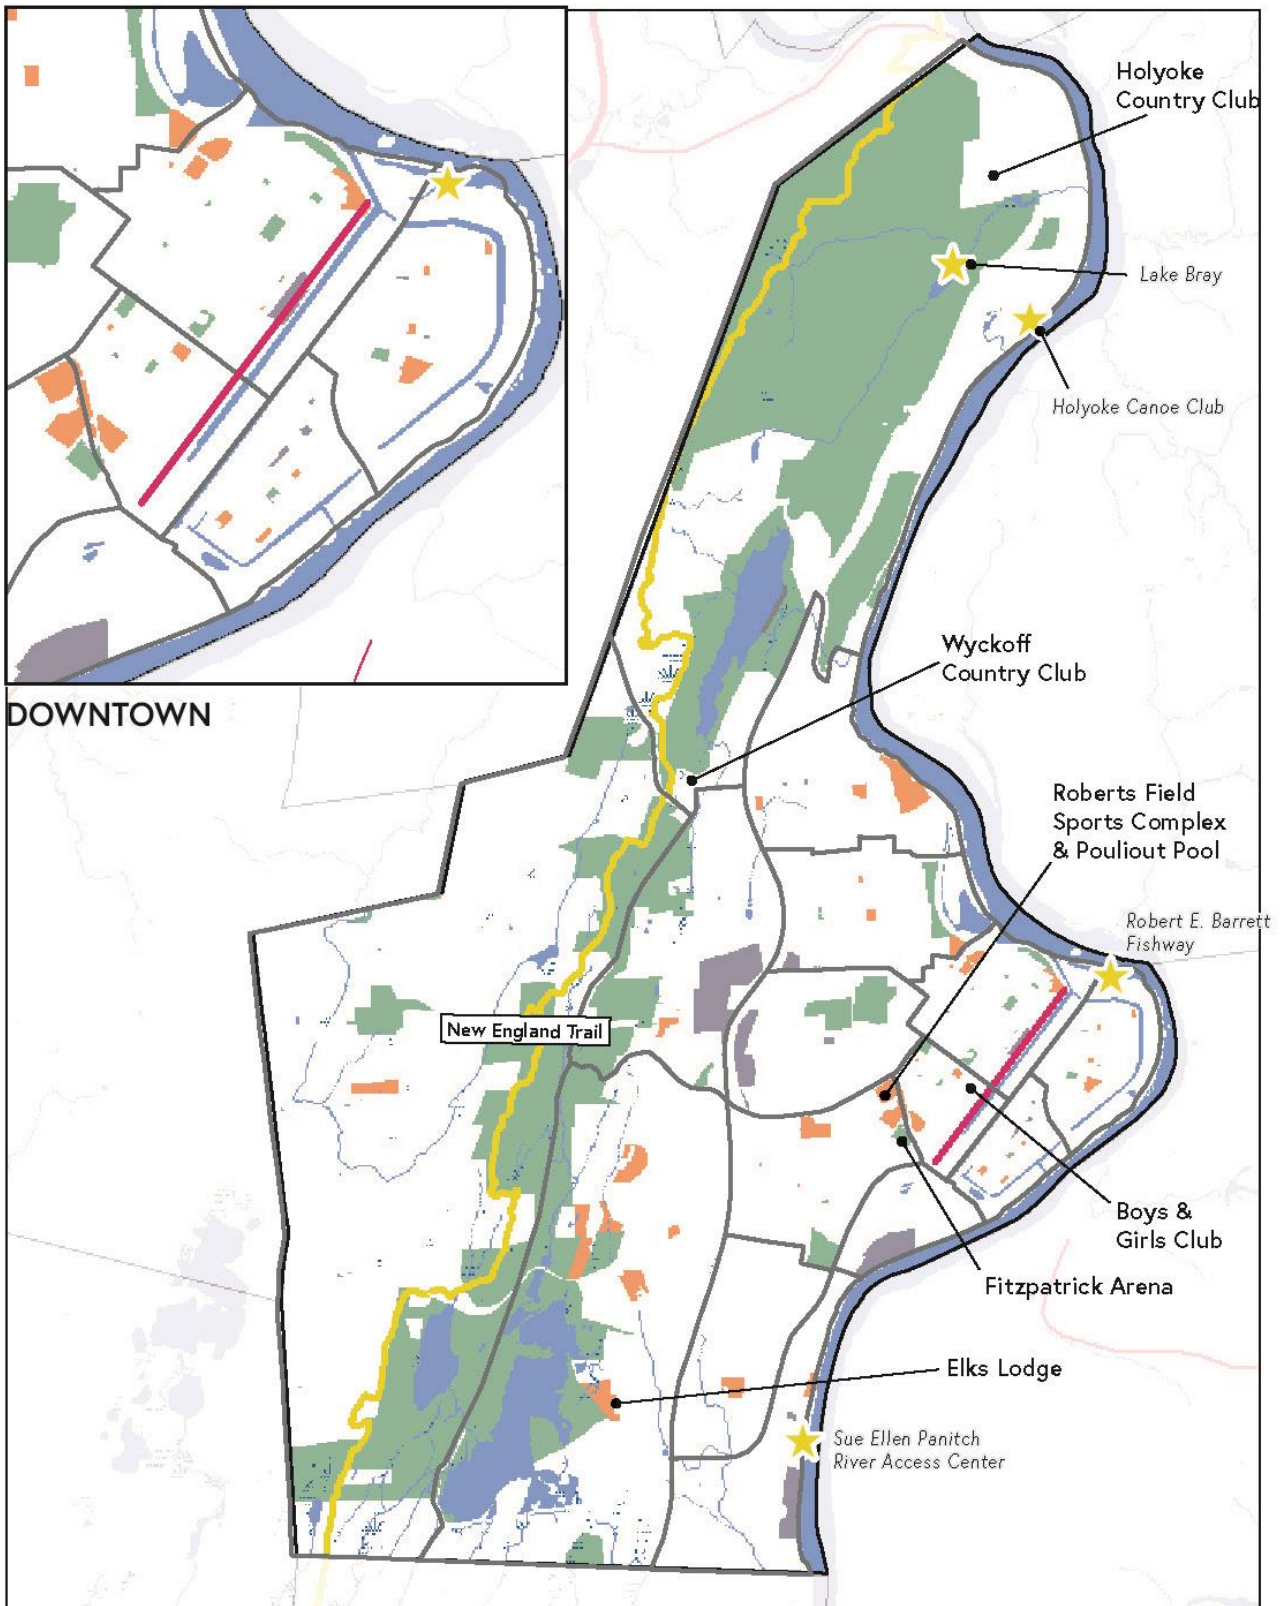 Holyoke
Country Club
Lake Bray
Holyoke Canoe Club
Wyckoff
Country Club
DOWNTOWN
Roberts Field
Sports Complex
& Pouliout Pool
Robert E. Barrett
Fishway
New England Trail
Boys &
Girls Club
Fitzpatrick Arena
Elks Lodge
Sue Ellen Panitch
River Access Center